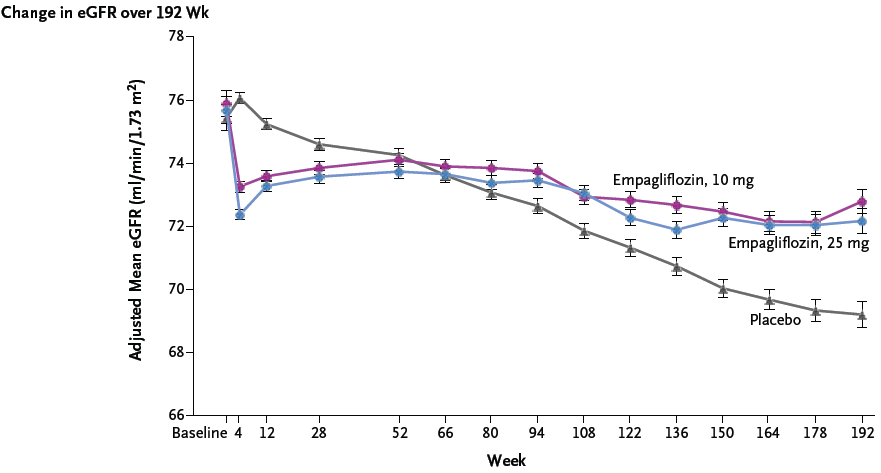 Change in eGFR over 192 Wk
Adjusted Mean eGFR (ml/min/1.73 m²)
78
76
74
72
70
68
66
Empagliflozin, 10 mg
Empagliflozin, 25 mg
Placebo
Baseline 4 12 28 52 66 80 94 108 122 136 150 164 178 192
Week